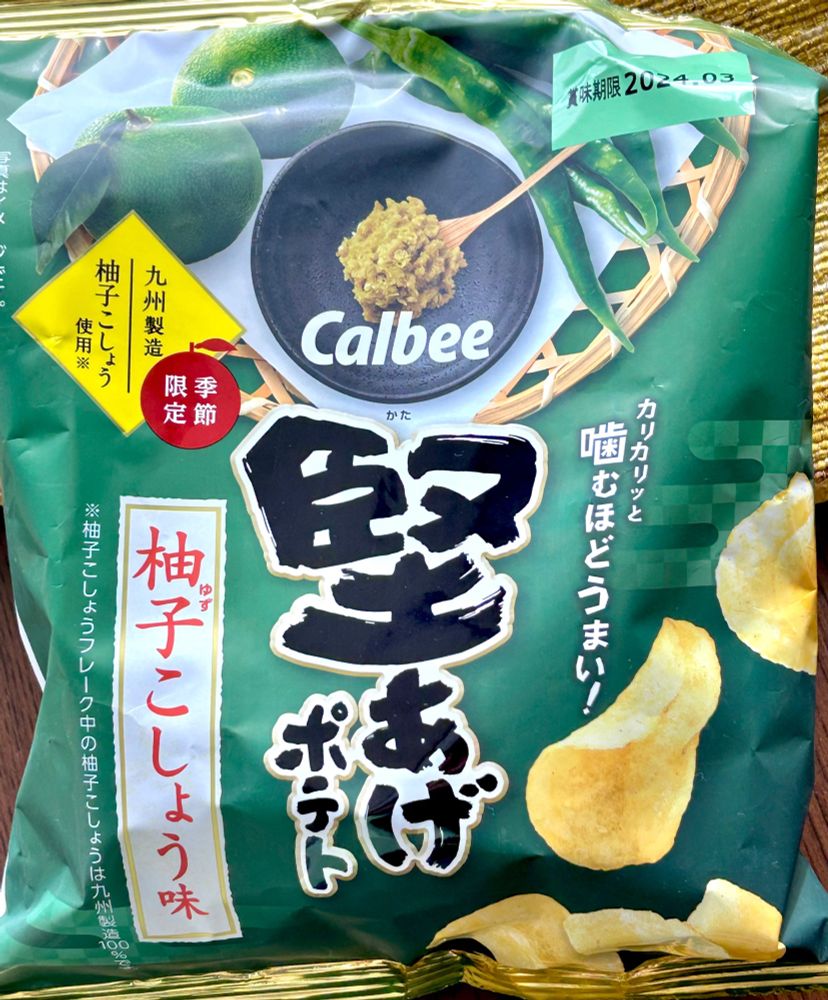 賞味期限 2024.03
九州製造
柚子こしょう
使用※
季節
限定
Calbee
かた
堅あげ
ポテト
カリカリッと
噛むほどうまい!
ゆず
柚子こしょう味
※柚子こしょうフレーク中の柚子こしょうは九州製造100%で